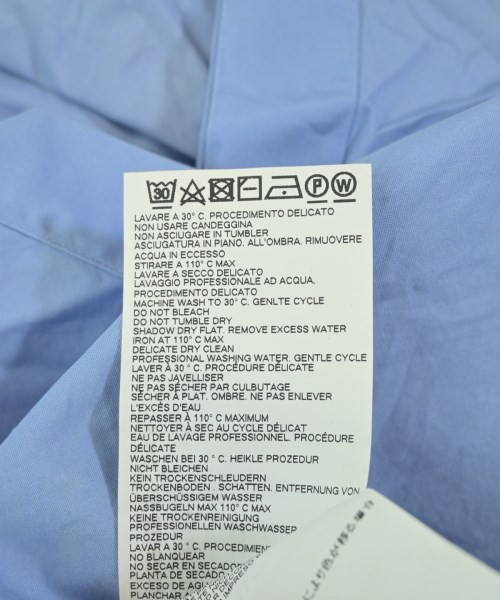 30 P W
LAVARE A 30° C. PROCEDIMENTO DELICATO
NON USARE CANDEGGINA
NON ASCIUGARE IN TUMBLER
ASCIUGATURA IN PIANO. ALL'OMBRA. RIMUOVERE
ACQUA IN ECCESSO
STIRARE A 110° C MAX
LAVARE A SECCO DELICATO
LAVAGGIO PROFESSIONALE AD ACQUA.
PROCEDIMENTO DELICATO
MACHINE WASH TO 30° C. GENLTE CYCLE
DO NOT BLEACH
DO NOT TUMBLE DRY
SHADOW DRY FLAT. REMOVE EXCESS WATER
IRON AT 110° C MAX
DELICATE DRY CLEAN
PROFESSIONAL WASHING WATER. GENTLE CYCLE
LAVER À 30° C. PROCÉDURE DÉLICATE
NE PAS JAVELLISER
NE PAS SÉCHER PAR CULBUTAGE
SÉCHER À PLAT. OMBRE. NE PAS ENLEVER
L'EXCÈS D'EAU
REPASSER À 110° C MAXIMUM
NETTOYER À SEC AU CYCLE DÉLICAT
EAU DE LAVAGE PROFESSIONNEL. PROCÉDURE
DÉLICATE
WASCHEN BEI 30° C. HEIKLE PROZEDUR
NICHT BLEICHEN
KEIN TROCKENSCHLEUDERN
TROCKENBODEN. SCHATTEN. ENTFERNUNG VON
ÜBERSCHÜSSIGEM WASSER
NASSBUGELN MAX 110° C MAX
KEINE TROCKENREINIGUNG
PROFESSIONELLEN WASCHWASSE
PROZEDUR
LAVAR A 30° C. PROCEDIMIEN
NO BLANQUEAR
NO SECAR EN SECADO
PLANTA DE SECADO
EXCESO DE AG
PLANCHAR